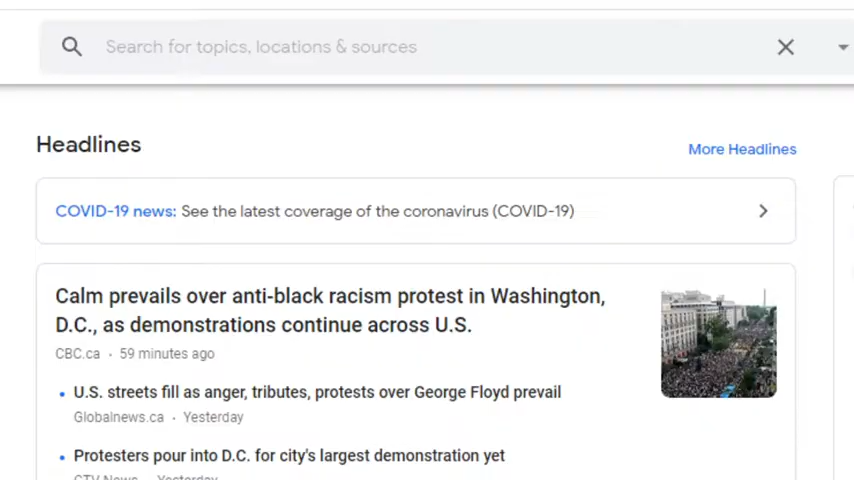 Search for topics, locations & sources
Headlines
More Headlines
COVID-19 news: See the latest coverage of the coronavirus (COVID-19)
Calm prevails over anti-black racism protest in Washington,
D.C., as demonstrations continue across U.S.
CBC.ca · 59 minutes ago
U.S. streets fill as anger, tributes, protests over George Floyd prevail
Globalnews.ca · Yesterday
Protesters pour into D.C. for city's largest demonstration yet
CTV News · Yesterday